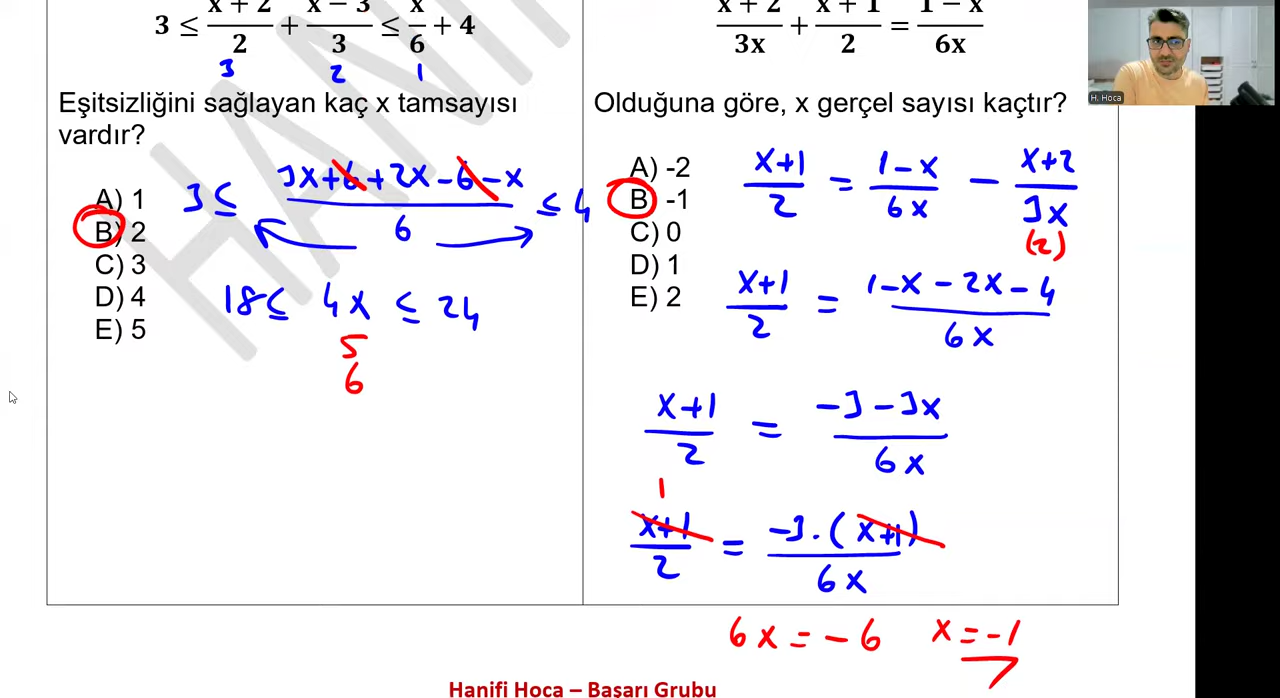 3 ≤ x + 2 / 2 + x − 3 / 3 ≤ x / 6 + 4
3 2 1
Eşitsizliğini sağlayan kaç x tamsayısı
vardır?
A) 1
B) 2
C) 3
D) 4
E) 5
3 ≤ 3x+6+2x-6-x / 6 ≤ 4
18 ≤ 4x ≤ 24
5
6
x + 2 / 3x + x + 1 / 2 = 1 − x / 6x
Olduğuna göre, x gerçel sayısı kaçtır?
A) -2
B) -1
C) 0
D) 1
E) 2
x+1 / 2 = 1-x / 6x - x+2 / 3x
(2)
x+1 / 2 = 1-x-2x-4 / 6x
x+1 / 2 = -3-3x / 6x
1
x+1 / 2 = -3.(x+1) / 6x
6x = -6 x = -1
H. Hoca
Hanifi Hoca – Başarı Grubu
HANİ